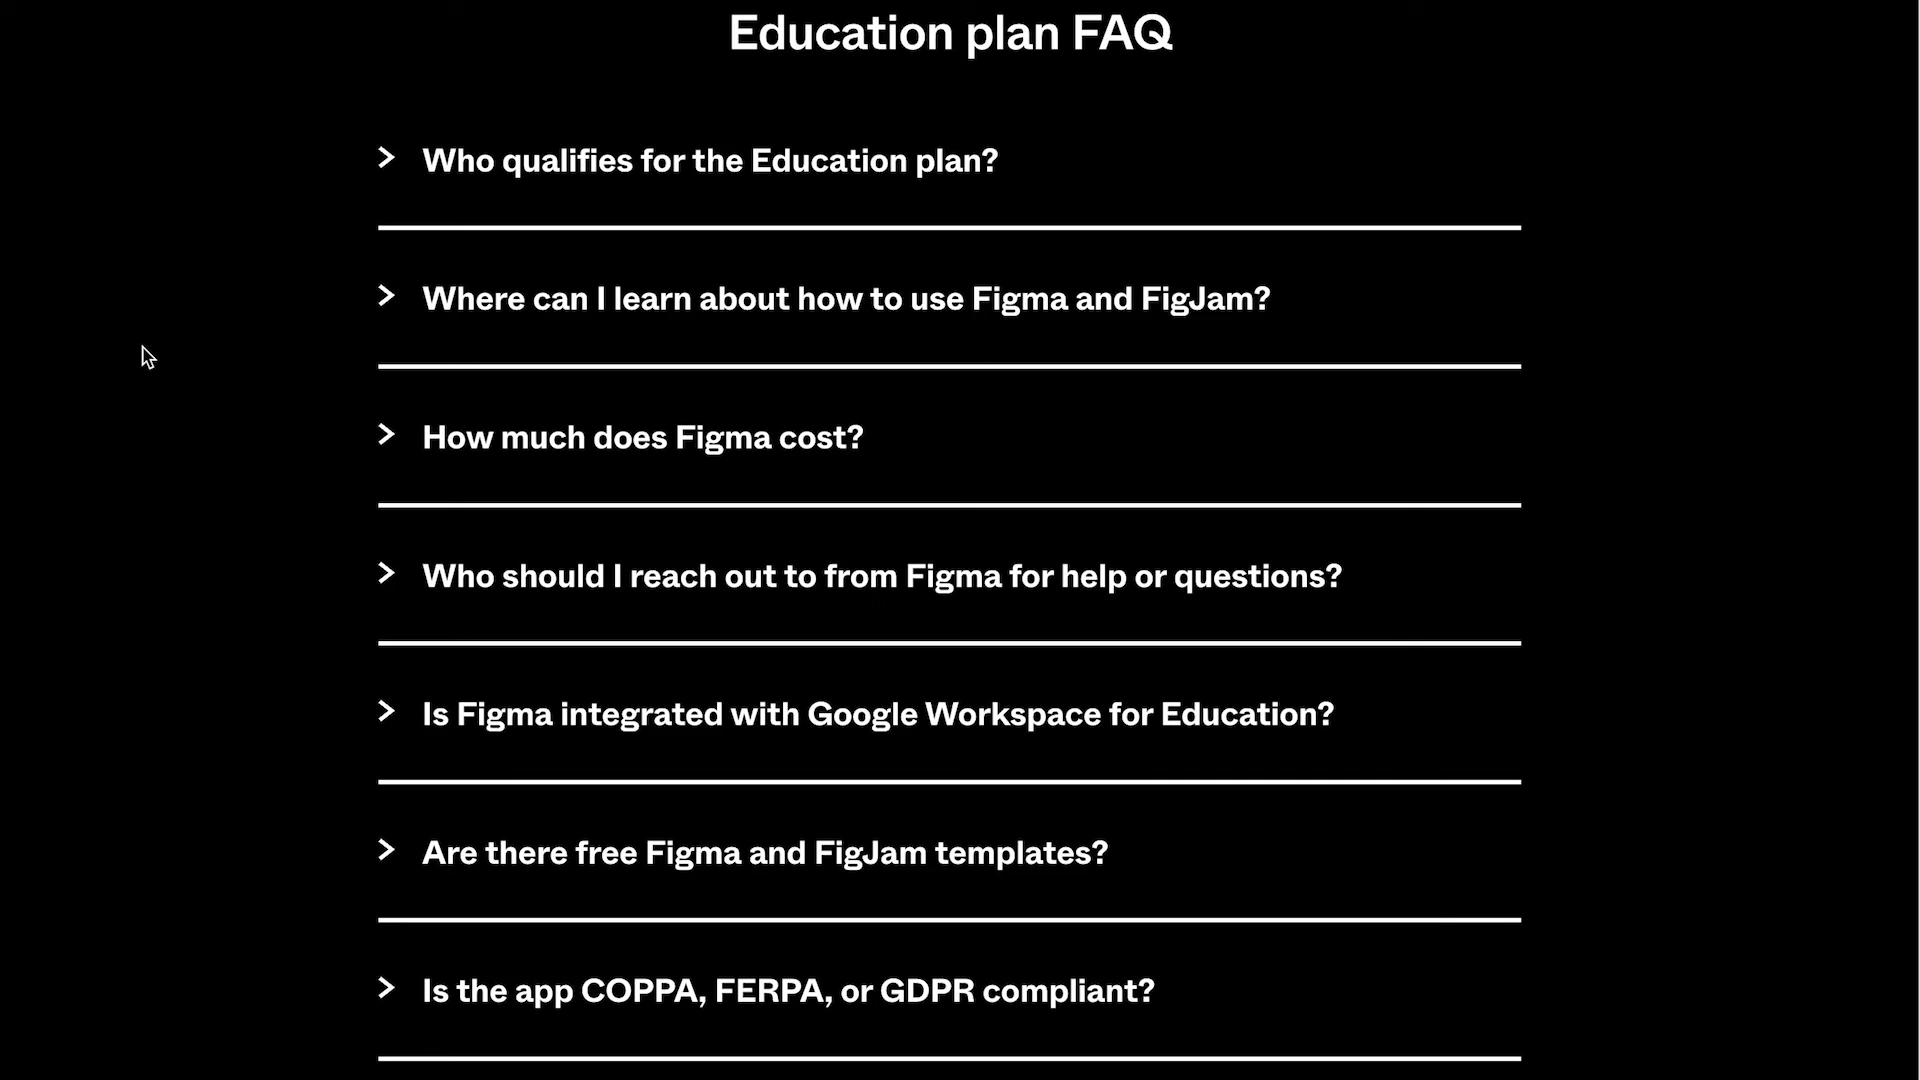 Education plan FAQ
Who qualifies for the Education plan?
Where can I learn about how to use Figma and FigJam?
How much does Figma cost?
Who should I reach out to from Figma for help or questions?
Is Figma integrated with Google Workspace for Education?
Are there free Figma and FigJam templates?
Is the app COPPA, FERPA, or GDPR compliant?